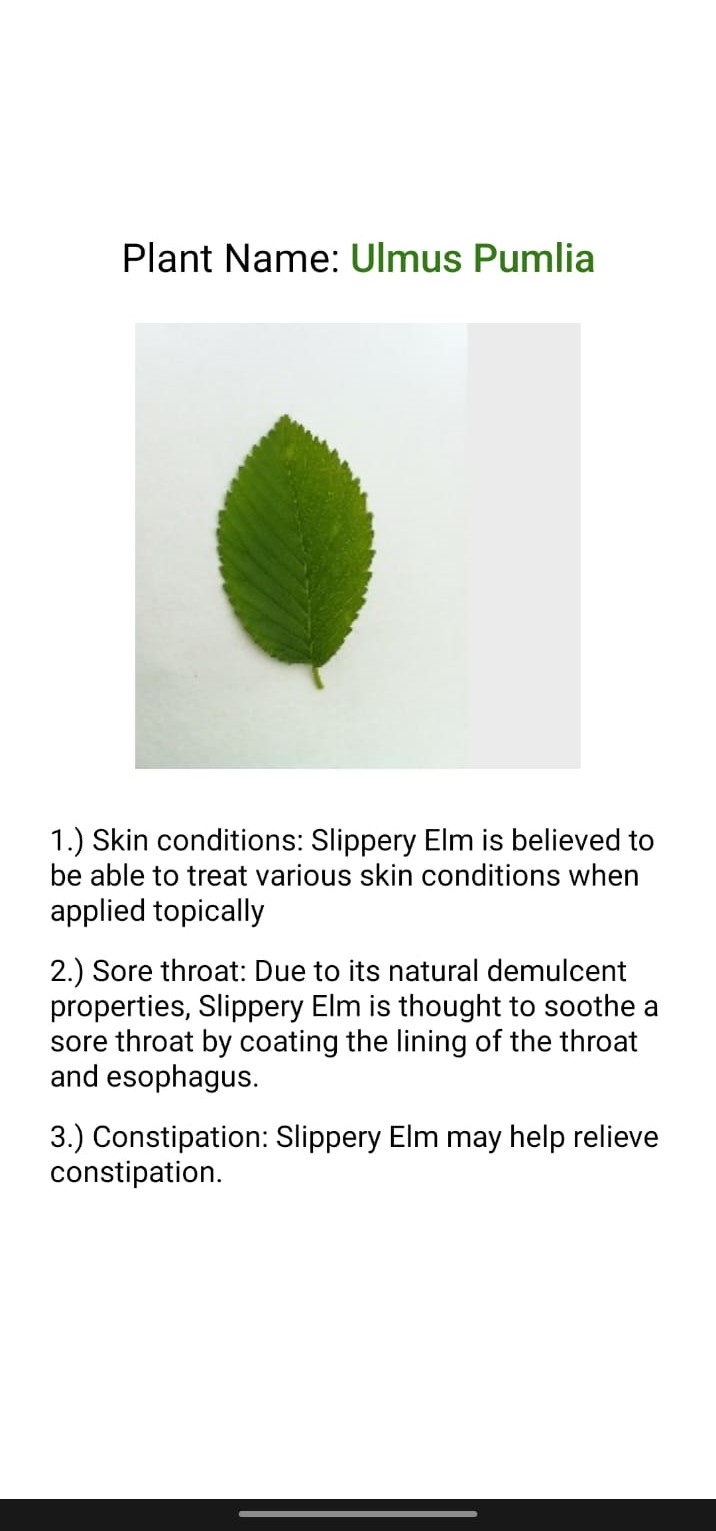 Plant Name: Ulmus Pumlia
1.) Skin conditions: Slippery Elm is believed to
be able to treat various skin conditions when
applied topically
2.) Sore throat: Due to its natural demulcent
properties, Slippery Elm is thought to soothe a
sore throat by coating the lining of the throat
and esophagus.
3.) Constipation: Slippery Elm may help relieve
constipation.